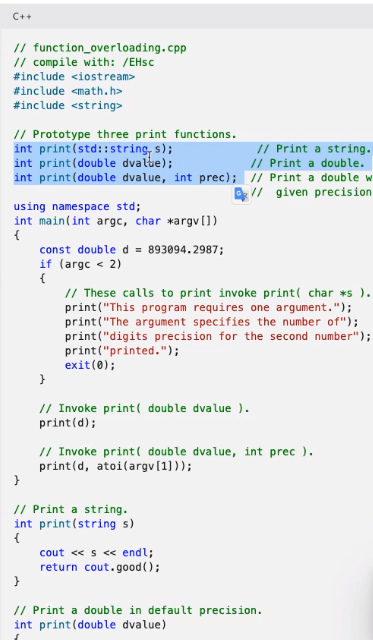 C++
// function_overloading.cpp
// compile with: /EHsc
#include <iostream>
#include <math.h>
#include <string>
// Prototype three print functions.
int print(std::string s);             // Print a string.
int print(double dvalue);            // Print a double.
int print(double dvalue, int prec);  // Print a double w
//  given precision
using namespace std;
int main(int argc, char *argv[])
{
    const double d = 893094.2987;
    if (argc < 2)
    {
        // These calls to print invoke print( char *s ).
        print("This program requires one argument.");
        print("The argument specifies the number of");
        print("digits precision for the second number");
        print("printed.");
        exit(0);
    }
    // Invoke print( double dvalue ).
    print(d);
    // Invoke print( double dvalue, int prec ).
    print(d, atoi(argv[1]));
}
// Print a string.
int print(string s)
{
    cout << s << endl;
    return cout.good();
}
// Print a double in default precision.
int print(double dvalue)
{